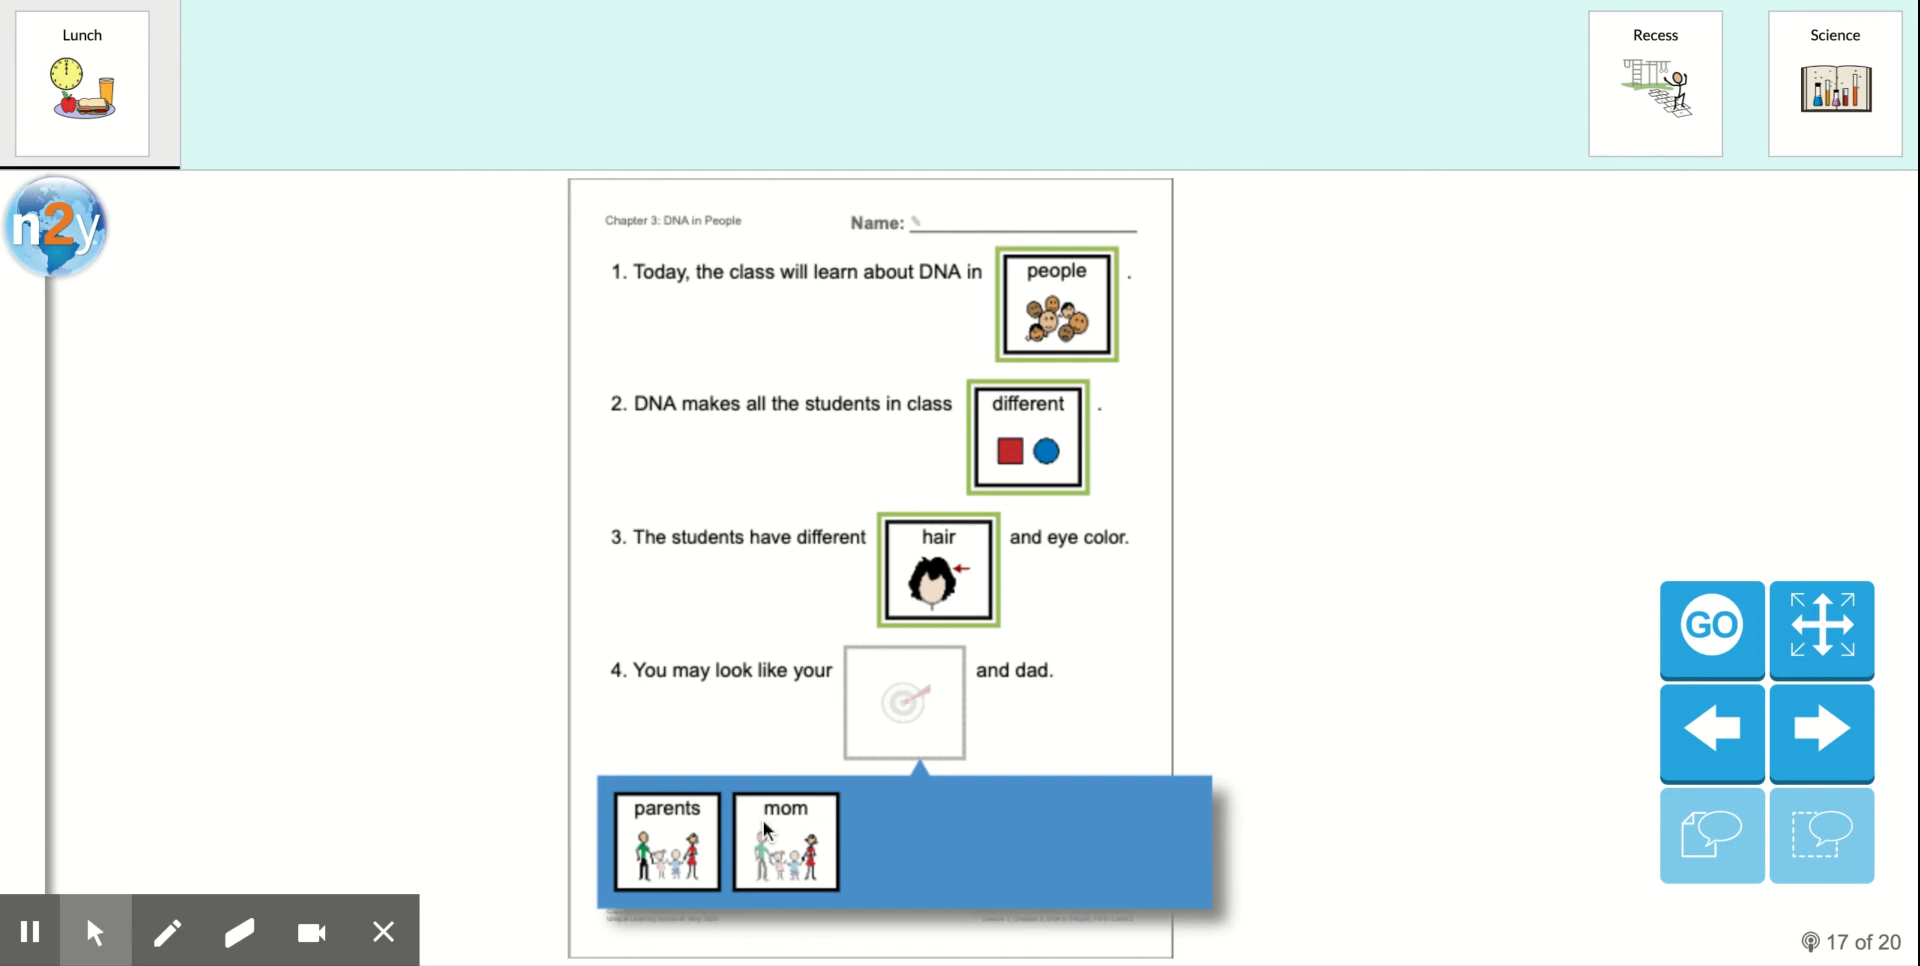 Lunch
Recess
Science
n2y
Chapter 3: DNA in People
Name:
1. Today, the class will learn about DNA in people .
2. DNA makes all the students in class different .
3. The students have different hair and eye color.
4. You may look like your and dad.
parents
mom
GO
17 of 20